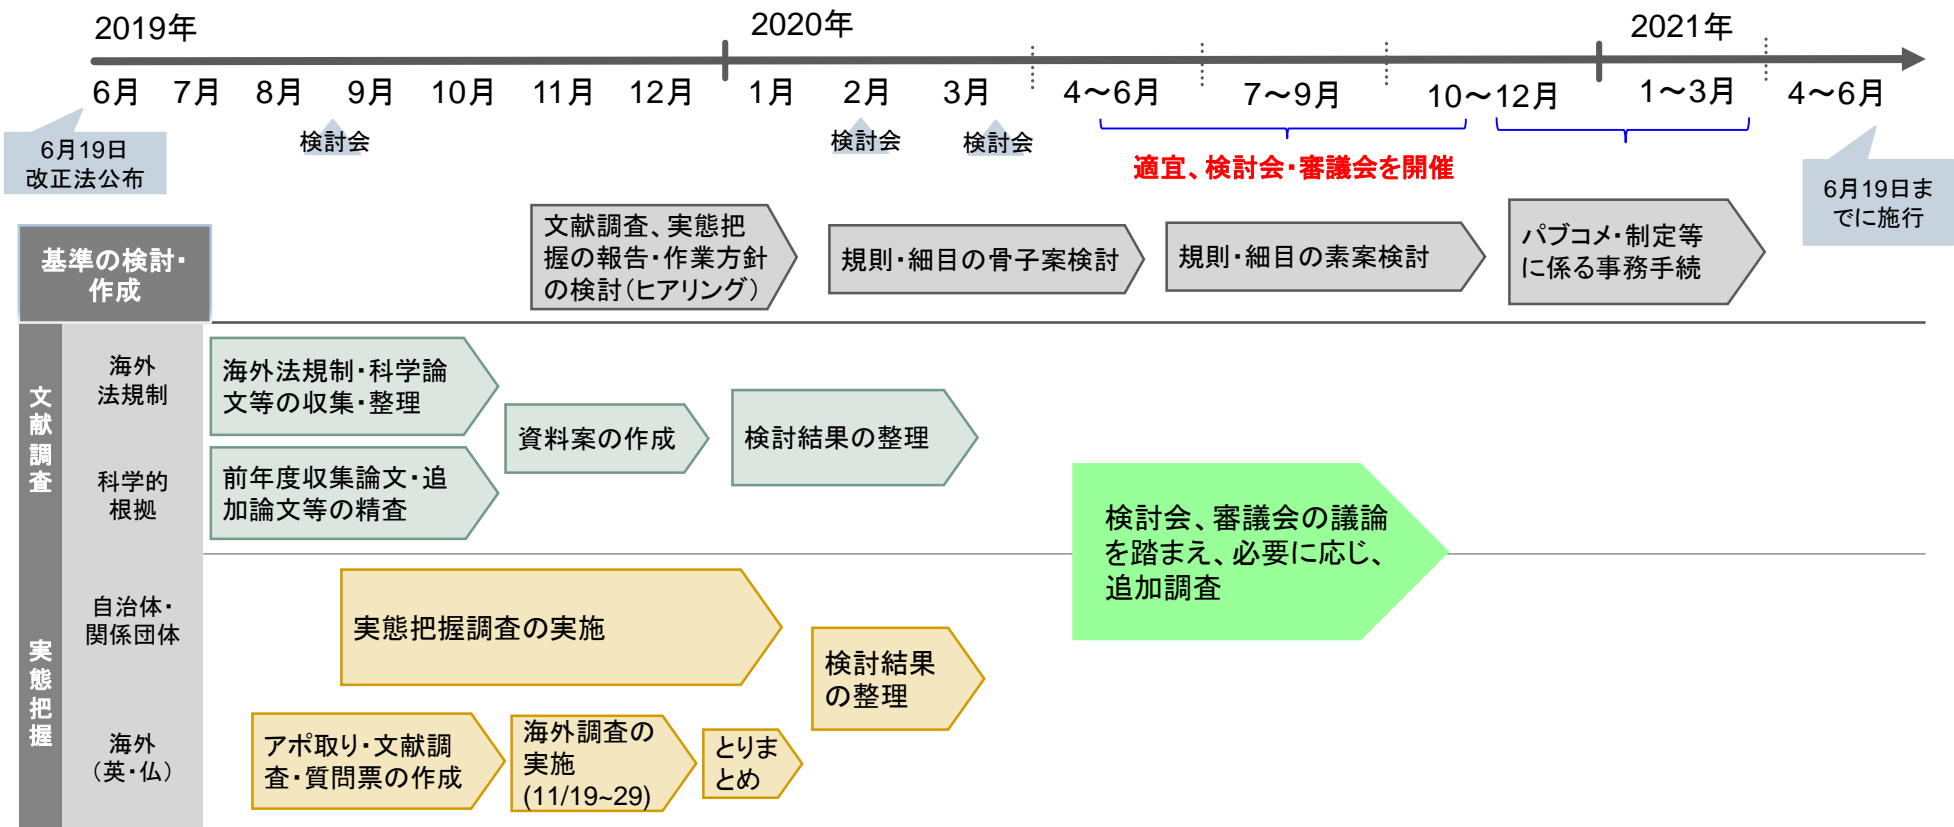 2019年
2020年
2021年
6月
7月
8月
9月
10月
11月
12月
1月
2月
3月
4～6月
7～9月
10～12月
1～3月
4～6月
6月19日
改正法公布
検討会
検討会
検討会
適宜、検討会・審議会を開催
6月19日ま
でに施行
基準の検討・
作成
文献調査、実態把
握の報告・作業方針
の検討（ヒアリング）
規則・細目の骨子案検討
規則・細目の素案検討
パブコメ・制定等
に係る事務手続
文献調査
海外
法規制
海外法規制・科学論
文等の収集・整理
資料案の作成
検討結果の整理
科学的
根拠
前年度収集論文・追
加論文等の精査
検討会、審議会の議論
を踏まえ、必要に応じ、
追加調査
実態把握
自治体・
関係団体
実態把握調査の実施
検討結果
の整理
海外
（英・仏）
アポ取り・文献調
査・質問票の作成
海外調査の
実施
(11/19~29)
とりま
とめ